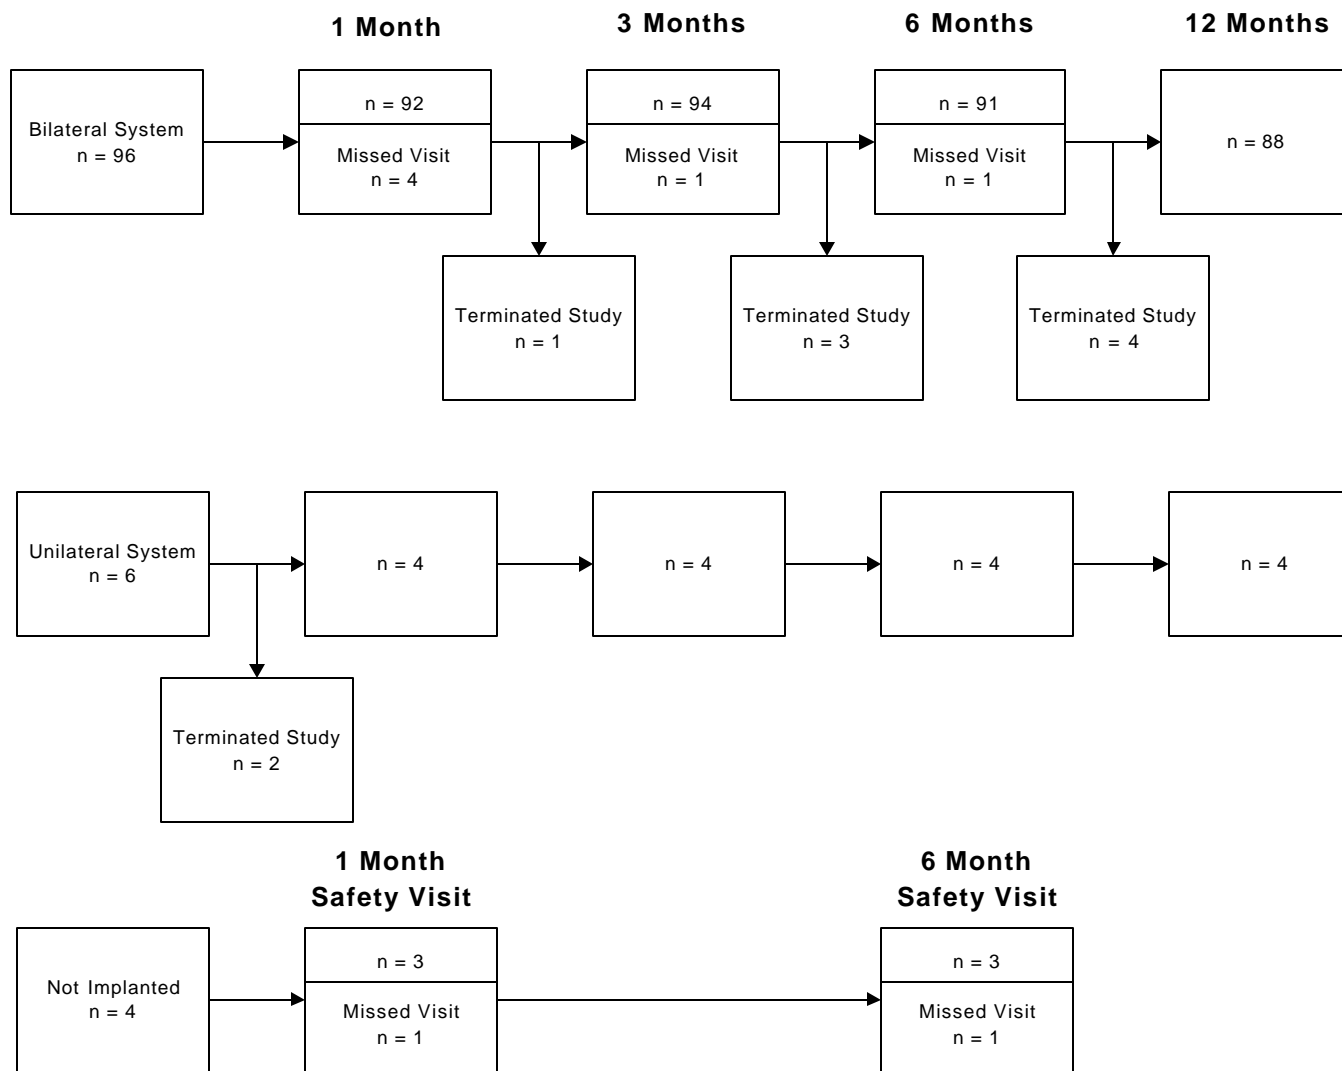 1 Month
3 Months
6 Months
12 Months
Bilateral System
n = 96
n = 92
Missed Visit
n = 4
n = 94
Missed Visit
n = 1
n = 91
Missed Visit
n = 1
n = 88
Terminated Study
n = 1
Terminated Study
n = 3
Terminated Study
n = 4
Unilateral System
n = 6
n = 4
n = 4
n = 4
n = 4
Terminated Study
n = 2
1 Month
Safety Visit
6 Month
Safety Visit
Not Implanted
n = 4
n = 3
Missed Visit
n = 1
n = 3
Missed Visit
n = 1